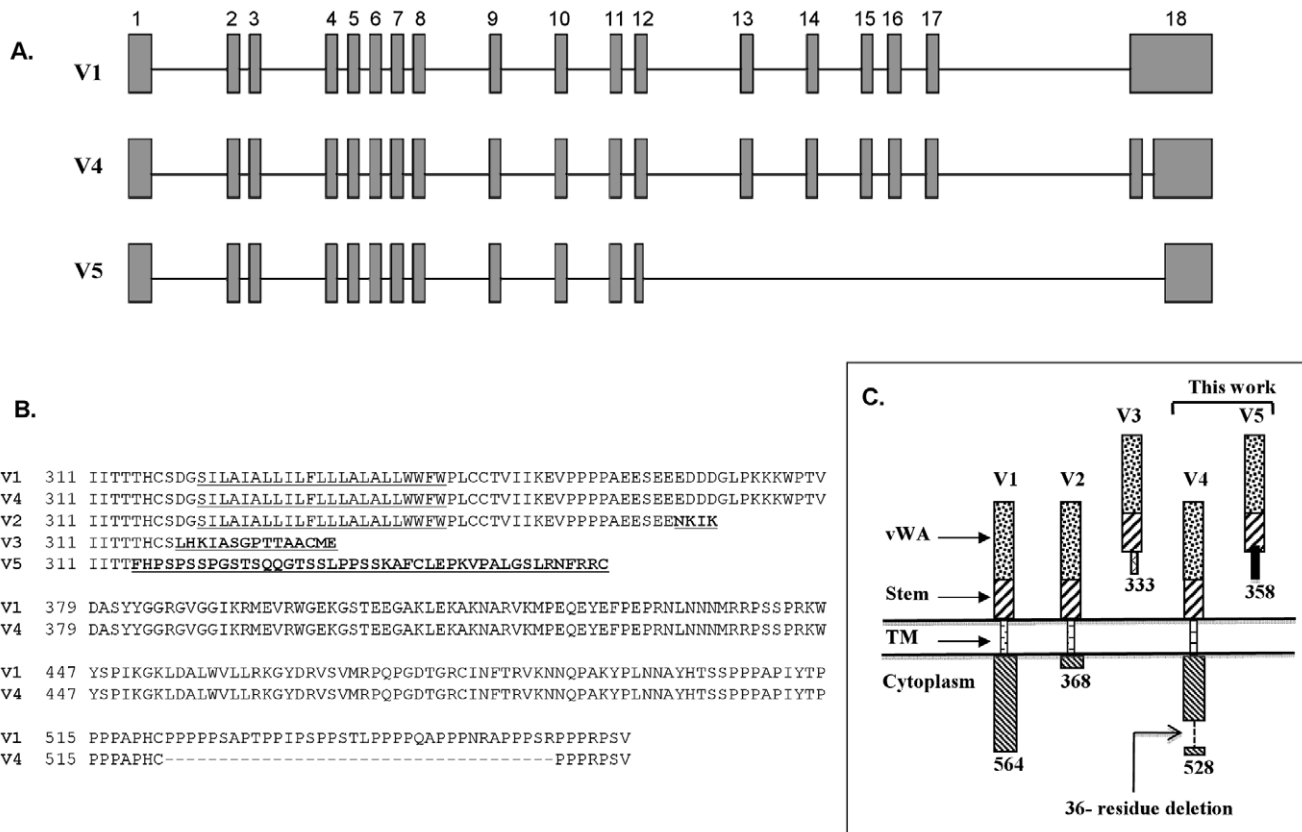 A.
1 2 3 4 5 6 7 8 9 10 11 12 13 14 15 16 17 18
V1
V4
V5
B.
V1 311 IITTTHCSDGSILAIALLILFLLLALALLWWFWPLCCTVIIKEVPPPPAEESEEEDDDGLPKKKWPTV
V4 311 IITTTHCSDGSILAIALLILFLLLALALLWWFWPLCCTVIIKEVPPPPAEESEEEDDDGLPKKKWPTV
V2 311 IITTTHCSDGSILAIALLILFLLLALALLWWFWPLCCTVIIKEVPPPPAEESEENKIK
V3 311 IITTTHCSLHKIASGPTTAACME
V5 311 IITTFHPSPSSPGSTSQQGTSSLPPSSKAFCLEPKVPALGSLRNFRRC
V1 379 DASYYGGRGVGGIKRMEVRWGEKGSTEEGAKLEKAKNARVKMPEQEYEFPEPRNLNNNMRRPSSPRKW
V4 379 DASYYGGRGVGGIKRMEVRWGEKGSTEEGAKLEKAKNARVKMPEQEYEFPEPRNLNNNMRRPSSPRKW
V1 447 YSPIKGKLDALWVLLRKGYDRVSVMRPQPGDTGRCINFTRVKNNQPAKYPLNNAYHTSSPPPAPIYTP
V4 447 YSPIKGKLDALWVLLRKGYDRVSVMRPQPGDTGRCINFTRVKNNQPAKYPLNNAYHTSSPPPAPIYTP
V1 515 PPPAPHCPPPPPSAPTPPIPSPPSTLPPPPQAPPPNRAPPPSRPPPRPSV
V4 515 PPPAPHC------------------------------------PPPRPSV
C.
This work
V3 V5
V1 V2 V4
vWA
333 358
Stem
TM
Cytoplasm
368
564 528
36- residue deletion